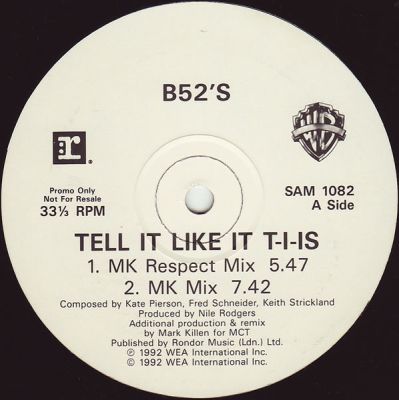 B52'S
r
®
WB
Promo Only
Not For Resale
33⅓ RPM
SAM 1082
A Side
TELL IT LIKE IT T-I-IS
1. MK Respect Mix 5.47
2. MK Mix 7.42
Composed by Kate Pierson, Fred Schneider, Keith Strickland
Produced by Nile Rodgers
Additional production & remix
by Mark Killen for MCT
Published by Rondor Music (Ldn.) Ltd.
℗ 1992 WEA International Inc.
© 1992 WEA International Inc.